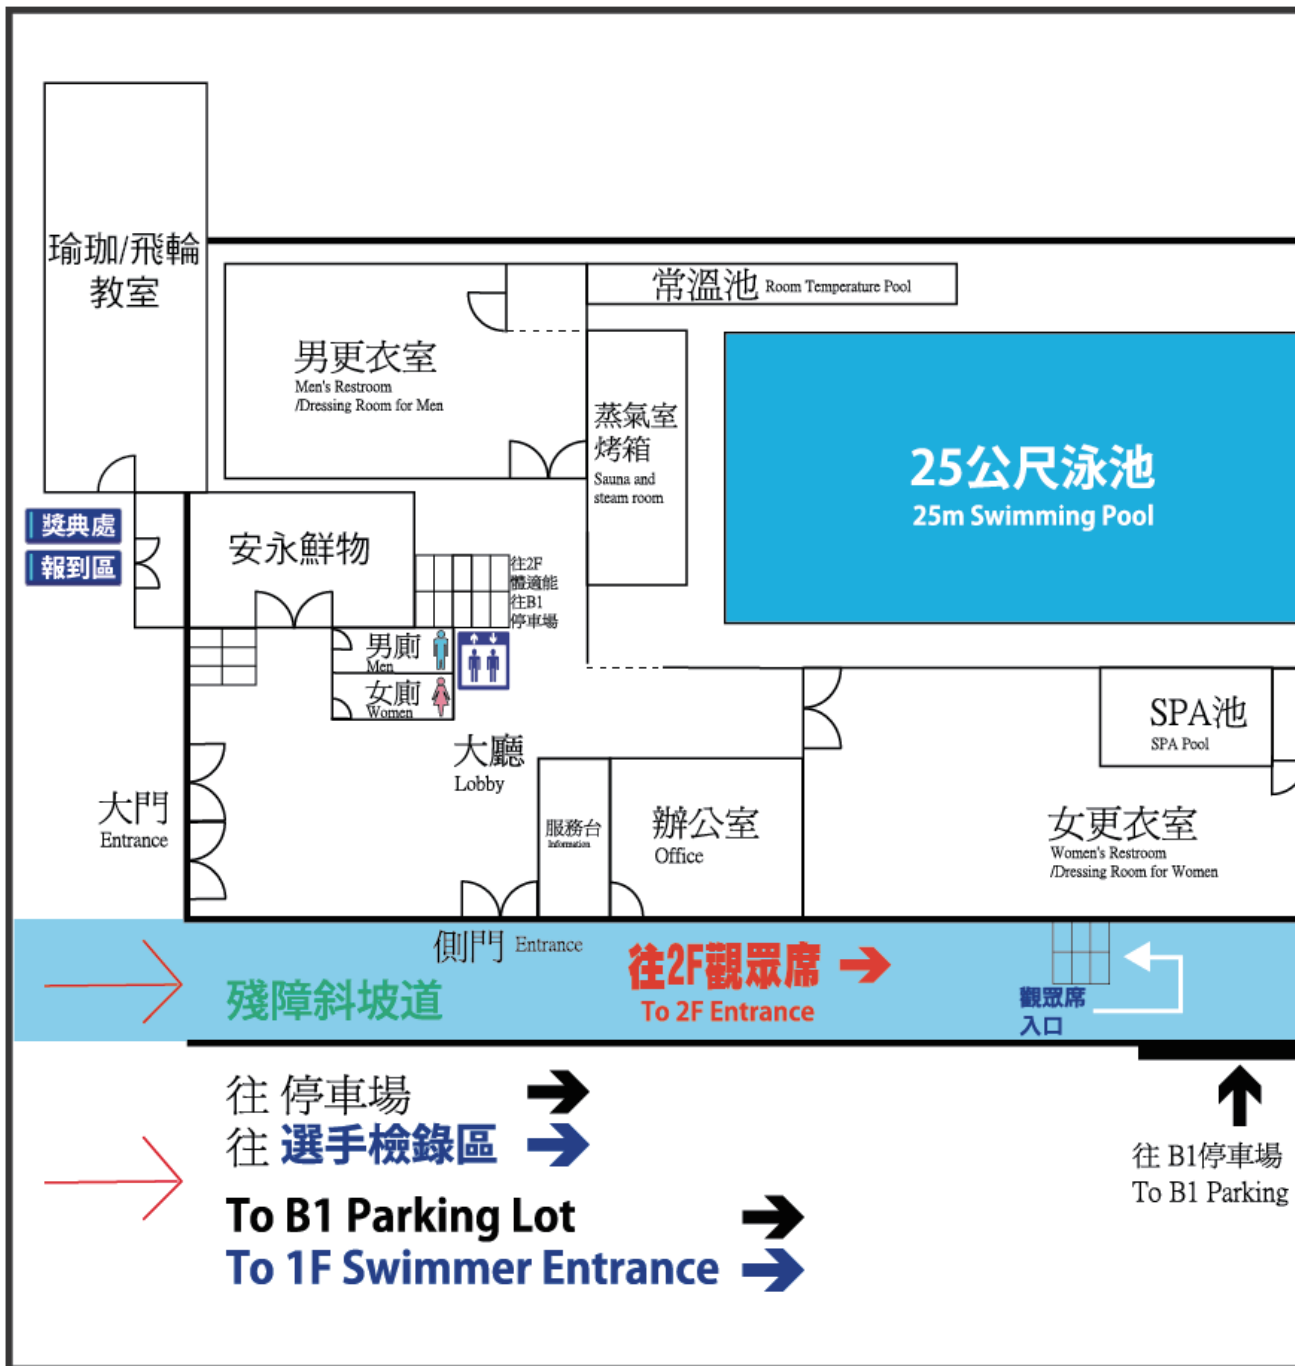 瑜珈/飛輪
教室
常溫池 Room Temperature Pool
男更衣室
Men's Restroom
/Dressing Room for Men
蒸氣室
烤箱
Sauna and
steam room
25公尺泳池
25m Swimming Pool
獎典處
報到區
安永鮮物
往2F
體適能
往B1
停車場
男廁
Men
女廁
Women
大廳
Lobby
SPA池
SPA Pool
大門
Entrance
服務台
Information
辦公室
Office
女更衣室
Women's Restroom
/Dressing Room for Women
側門 Entrance
往2F觀眾席
To 2F Entrance
殘障斜坡道
觀眾席
入口
往 停車場
往 選手檢錄區
To B1 Parking Lot
To 1F Swimmer Entrance
往 B1停車場
To B1 Parking